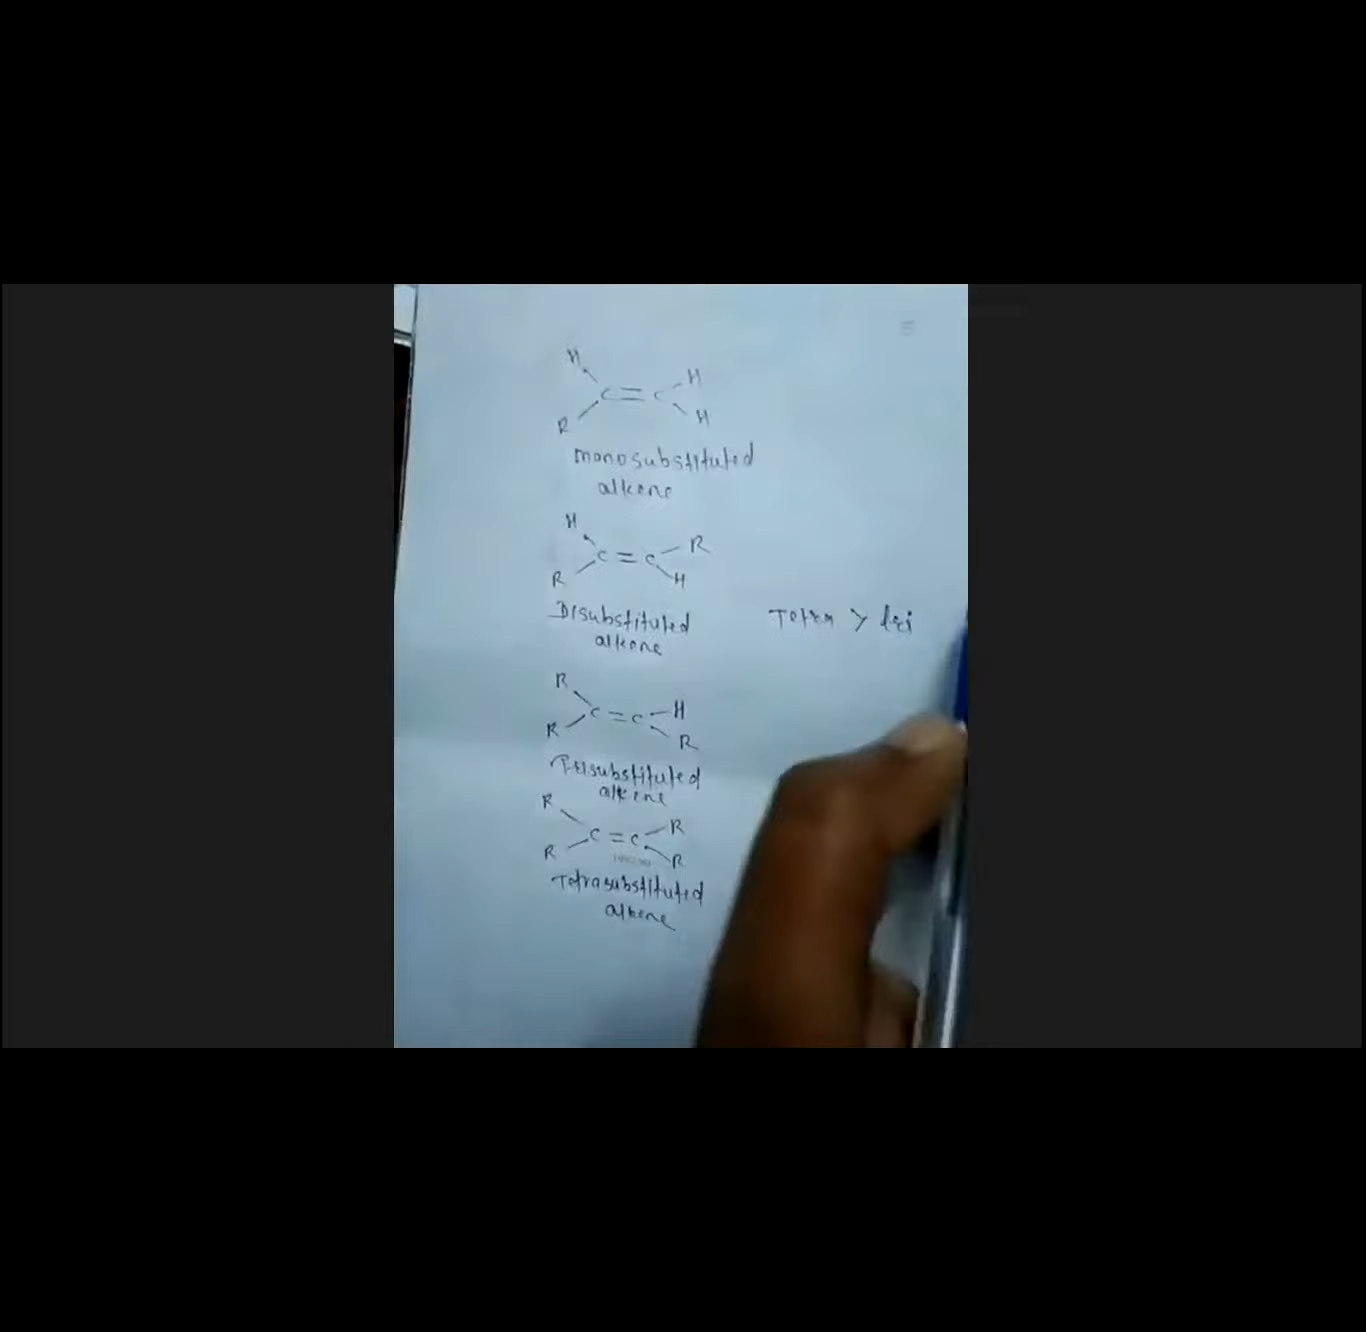 H
H
C = C
R
H
monosubstituted
alkene
H
R
C = C
R
H
Disubstituted
alkene
Tetra > tri
R
H
C = C
R
R
Trisubstituted
alkene
R
R
C = C
R
R
Tetrasubstituted
alkene